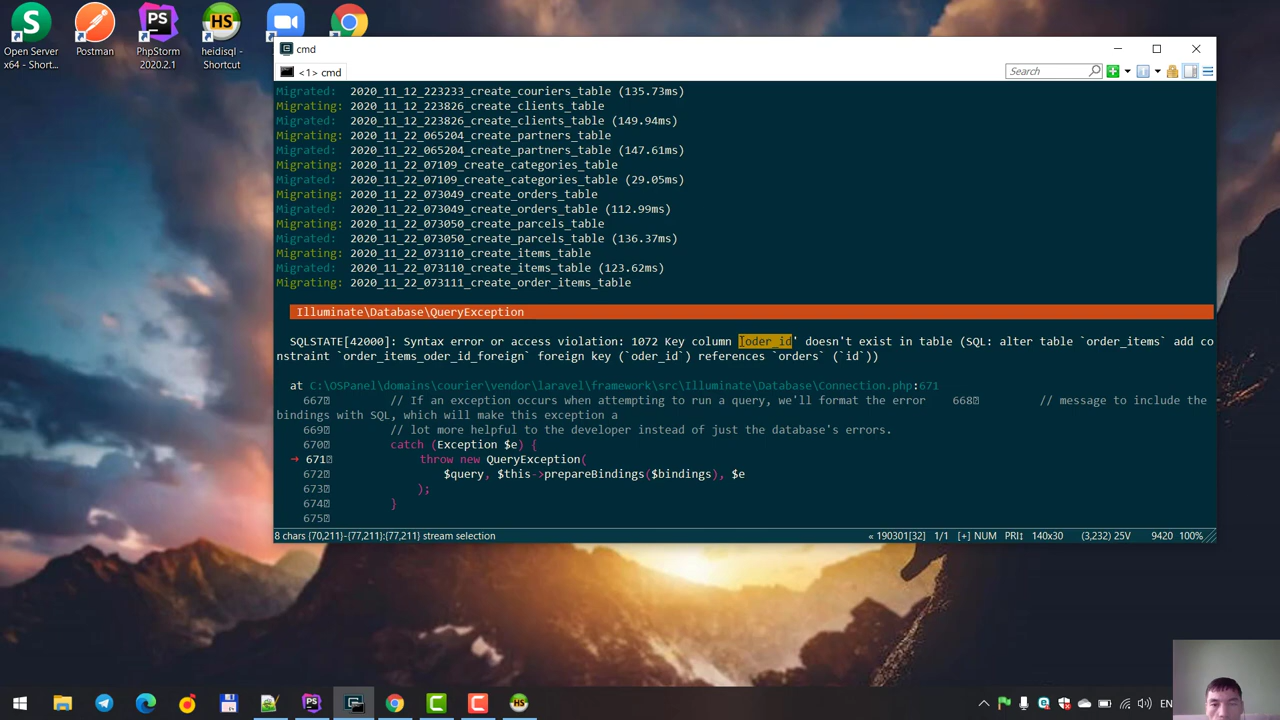 Open Server
x64 - Short...
Postman
PhpStorm
2020.2.1
heidisql -
Shortcut
cmd
<1> cmd
Search
Migrated: 2020_11_12_223233_create_couriers_table (135.73ms)
Migrating: 2020_11_22_223826_create_clients_table
Migrated: 2020_11_22_223826_create_clients_table (149.94ms)
Migrating: 2020_11_22_065204_create_partners_table
Migrated: 2020_11_22_065204_create_partners_table (147.61ms)
Migrating: 2020_11_22_07109_create_categories_table
Migrated: 2020_11_22_07109_create_categories_table (29.05ms)
Migrating: 2020_11_22_073049_create_orders_table
Migrated: 2020_11_22_073049_create_orders_table (112.99ms)
Migrating: 2020_11_22_073050_create_parcels_table
Migrated: 2020_11_22_073050_create_parcels_table (136.37ms)
Migrating: 2020_11_22_073110_create_items_table
Migrated: 2020_11_22_073110_create_items_table (123.62ms)
Migrating: 2020_11_22_073111_create_order_items_table
Illuminate\Database\QueryException
SQLSTATE[42000]: Syntax error or access violation: 1072 Key column 'oder_id' doesn't exist in table (SQL: alter table `order_items` add co
nstraint `order_items_oder_id_foreign` foreign key (`oder_id`) references `orders` (`id`))
at C:\OSPanel\domains\courier\vendor\laravel\framework\src\Illuminate\Database\Connection.php:671
667 // If an exception occurs when attempting to run a query, we'll format the error 668 // message to include the
bindings with SQL, which will make this exception a
669 // lot more helpful to the developer instead of just the database's errors.
670 catch (Exception $e) {
→ 671 throw new QueryException(
672 $query, $this->prepareBindings($bindings), $e
673 );
674 }
675
8 chars {70,211}-(77,211):{77,211} stream selection
« 190301[32] 1/1 [+] NUM PRI↕ 140x30 (3,232) 25V 9420 100%
EN